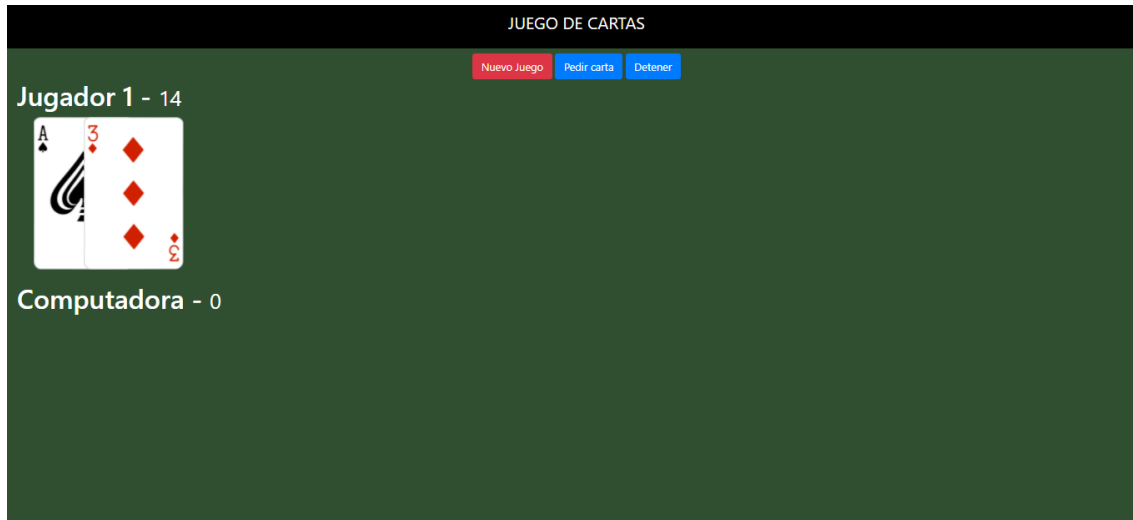 JUEGO DE CARTAS
Nuevo Juego Pedir carta Detener
Jugador 1 - 14
A 3
3
Computadora - 0